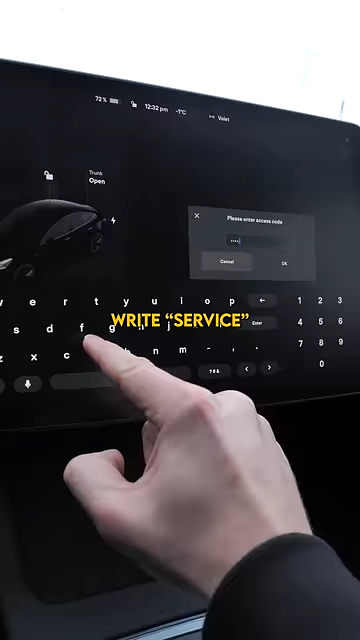 72 %
12:32 pm
-1°C
Valet
Trunk
Open
Please enter access code
••••
Cancel
OK
e r t y u i o p 1 2 3
WRITE “SERVICE”
s d f g j Enter 4 5 6
z x c n m - , . ?#& < > 7 8 9
0